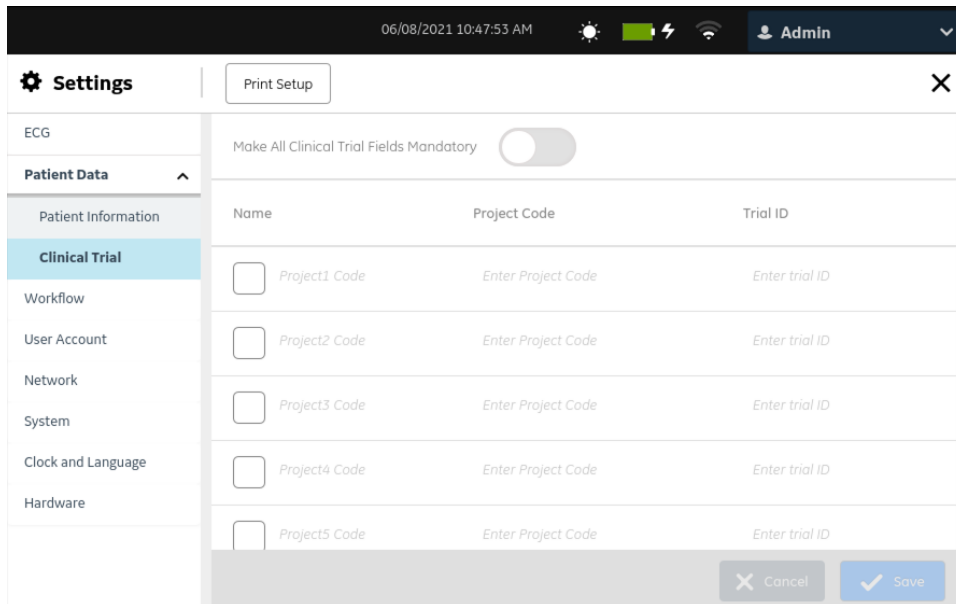 06/08/2021 10:47:53 AM
Admin
Settings
Print Setup
ECG
Patient Data
Patient Information
Clinical Trial
Workflow
User Account
Network
System
Clock and Language
Hardware
Make All Clinical Trial Fields Mandatory
Name Project Code Trial ID
Project1 Code Enter Project Code Enter trial ID
Project2 Code Enter Project Code Enter trial ID
Project3 Code Enter Project Code Enter trial ID
Project4 Code Enter Project Code Enter trial ID
Project5 Code Enter Project Code Enter trial ID
Cancel Save